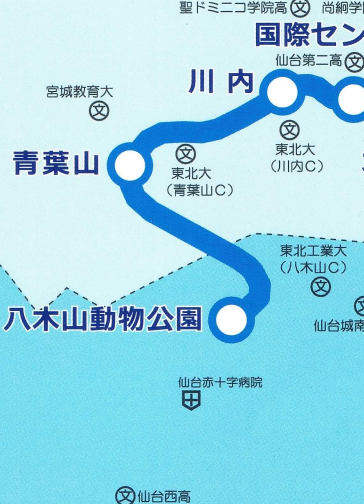 聖ドミニコ学院高
尚絅学
国際セン
仙台第二高
川内
宮城教育大
東北大
(川内C)
青葉山
東北大
(青葉山C)
東北工業大
(八木山C)
八木山動物公園
仙台城南
仙台赤十字病院
仙台西高